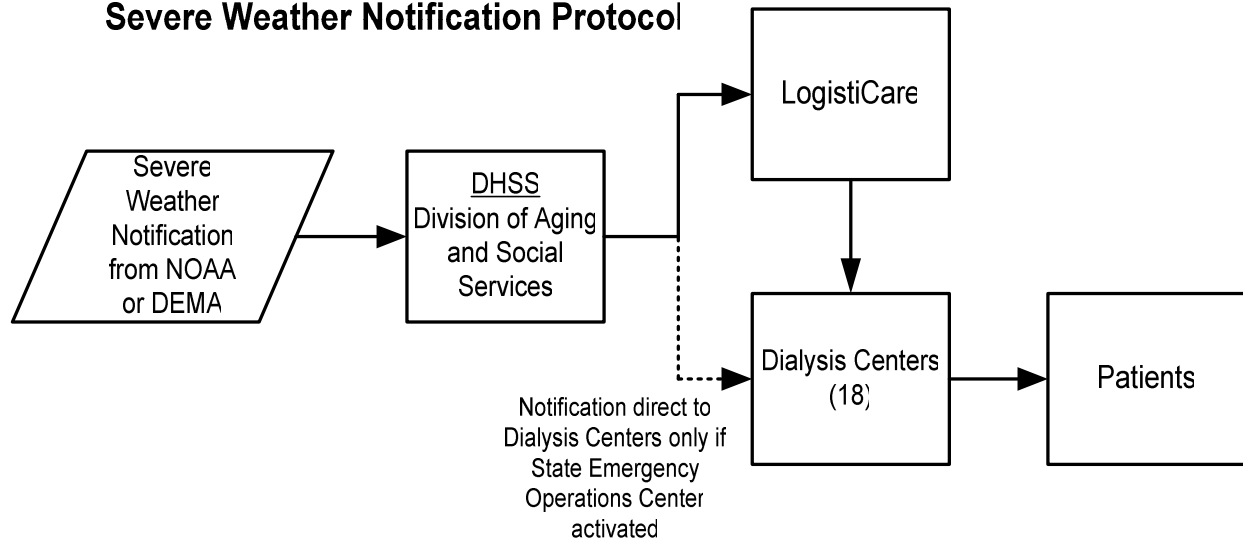 Severe Weather Notification Protocol
LogistiCare
Severe
Weather
Notification
from NOAA
or DEMA
DHSS
Division of Aging
and Social
Services
Dialysis Centers
(18)
Patients
Notification direct to
Dialysis Centers only if
State Emergency
Operations Center
activated